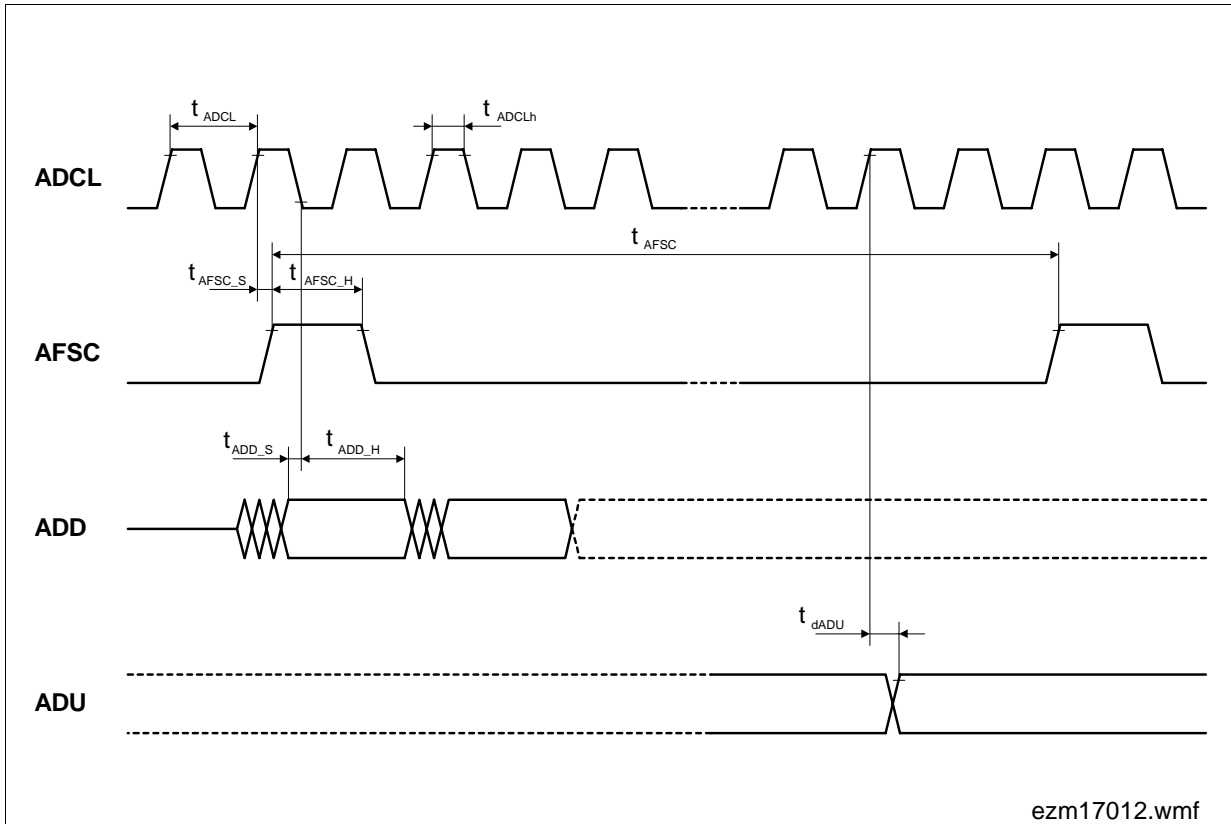 t ADCL
t ADCLh
ADCL
t AFSC
t AFSC_S
t AFSC_H
AFSC
t ADD_S
t ADD_H
ADD
t dADU
ADU
ezm17012.wmf